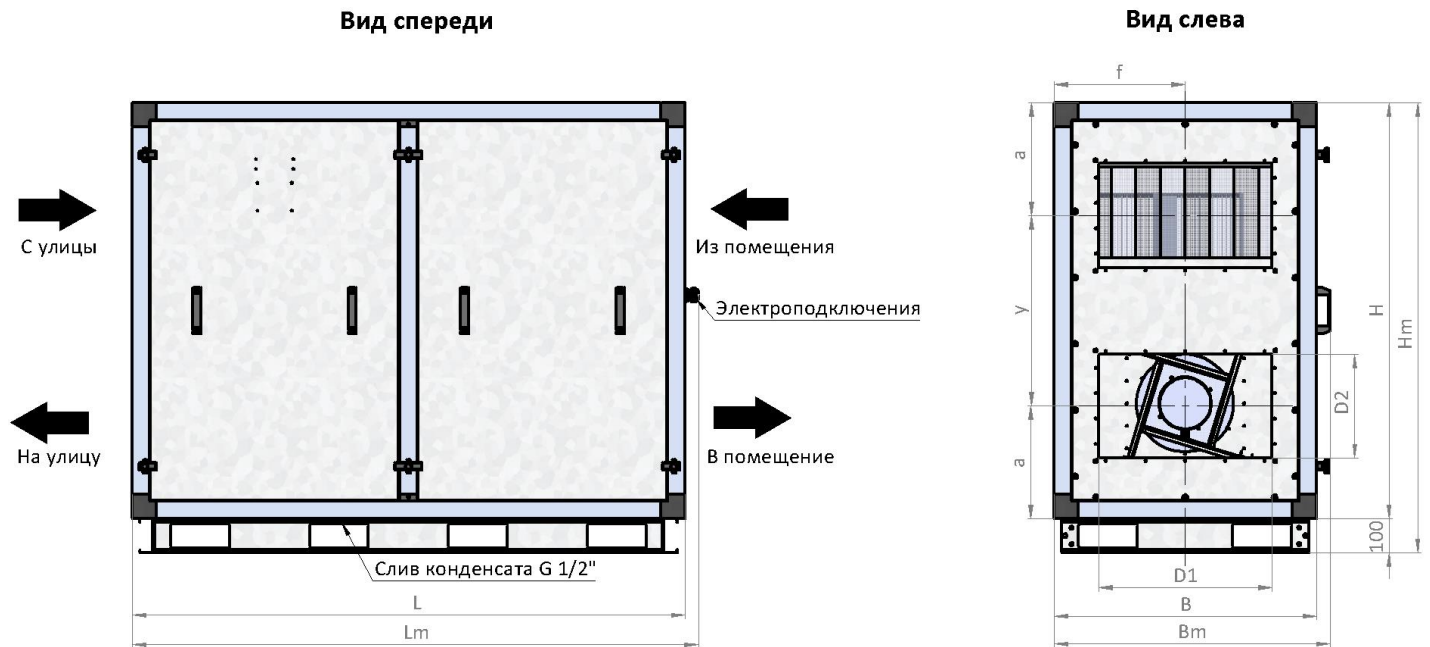 Вид спереди
Вид слева
f
a
С улицы
Из помещения
Электроподключения
y
H
Hm
На улицу
В помещение
D2
a
100
Слив конденсата G 1/2"
D1
L
B
Lm
Bm